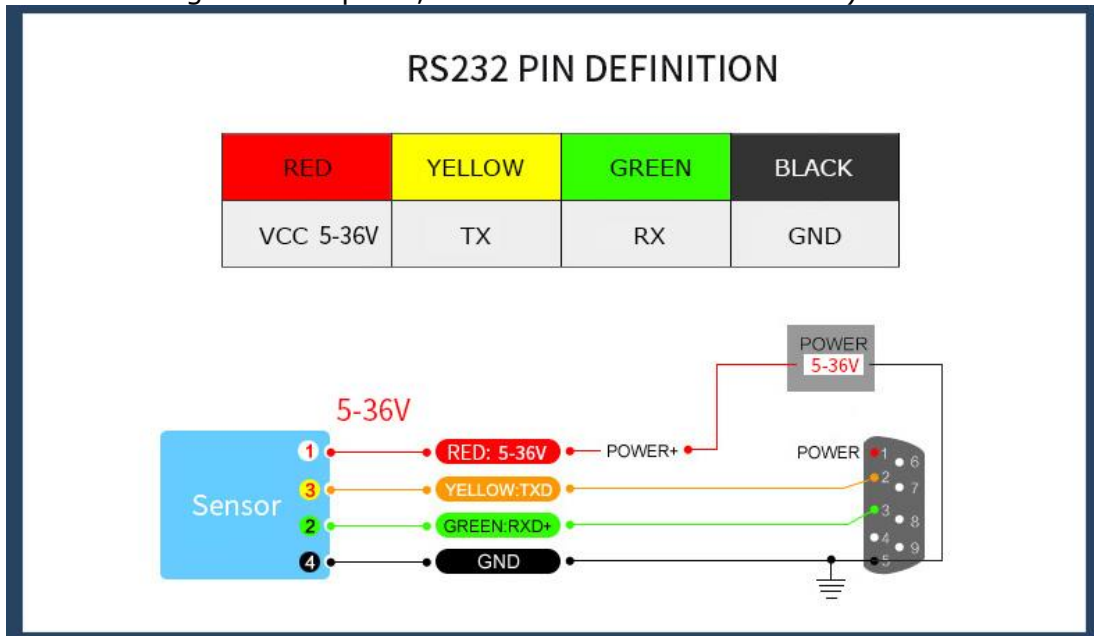 RS232 PIN DEFINITION
RED YELLOW GREEN BLACK
VCC 5-36V TX RX GND
POWER
5-36V
5-36V
1 RED: 5-36V POWER+ POWER 1 6
3 YELLOW:TXD 2 7
Sensor
2 GREEN:RXD+ 3 8
4 GND 4 9
5